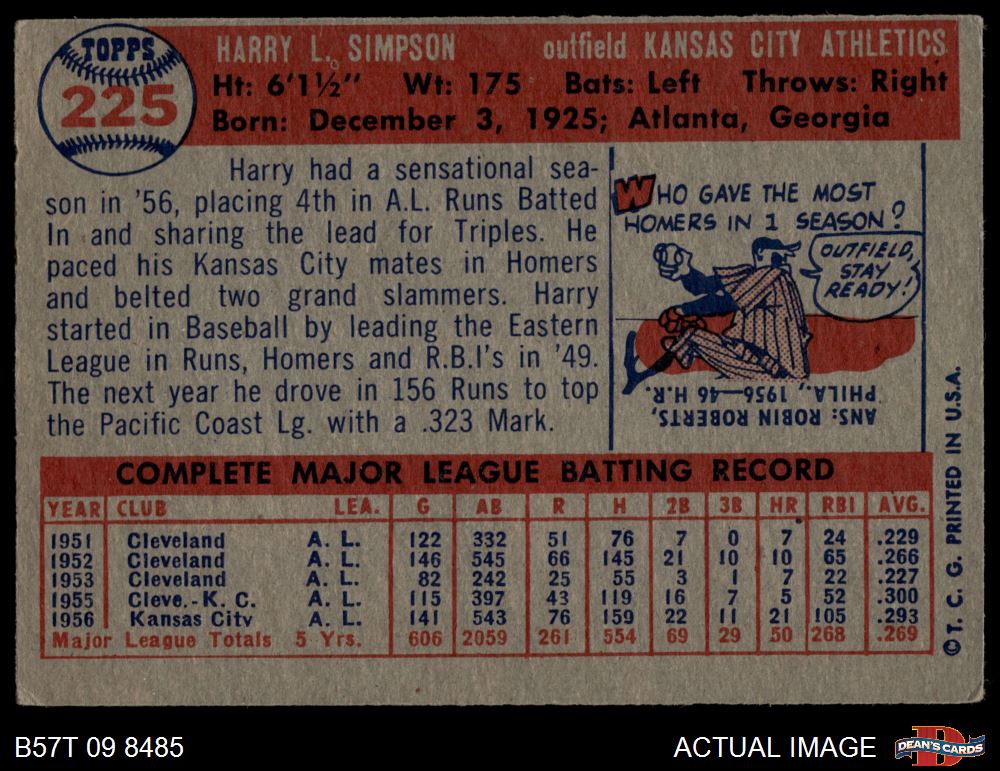 TOPPS
225
HARRY L. SIMPSON outfield KANSAS CITY ATHLETICS
Ht: 6'1½" Wt: 175 Bats: Left Throws: Right
Born: December 3, 1925; Atlanta, Georgia
Harry had a sensational sea-
son in '56, placing 4th in A.L. Runs Batted
In and sharing the lead for Triples. He
paced his Kansas City mates in Homers
and belted two grand slammers. Harry
started in Baseball by leading the Eastern
League in Runs, Homers and R.B.I's in '49.
The next year he drove in 156 Runs to top
the Pacific Coast Lg. with a .323 Mark.
WHO GAVE THE MOST
HOMERS IN 1 SEASON?
OUTFIELD,
STAY
READY!
ANS: ROBIN ROBERTS,
PHILA., 1956—46 H.R.
COMPLETE MAJOR LEAGUE BATTING RECORD
YEAR CLUB LEA. G AB R H 2B 3B HR RBI AVG.
1951 Cleveland A. L. 122 332 51 76 7 0 7 24 .229
1952 Cleveland A. L. 146 545 66 145 21 10 10 65 .266
1953 Cleveland A. L. 82 242 25 55 3 1 7 22 .227
1955 Cleve.-K. C. A. L. 115 397 43 119 16 7 5 52 .300
1956 Kansas City A. L. 141 543 76 159 22 11 21 105 .293
Major League Totals 5 Yrs. 606 2059 261 554 69 29 50 268 .269
© T. C. G. PRINTED IN U.S.A.
B57T 09 8485
ACTUAL IMAGE
DEAN'S CARDS